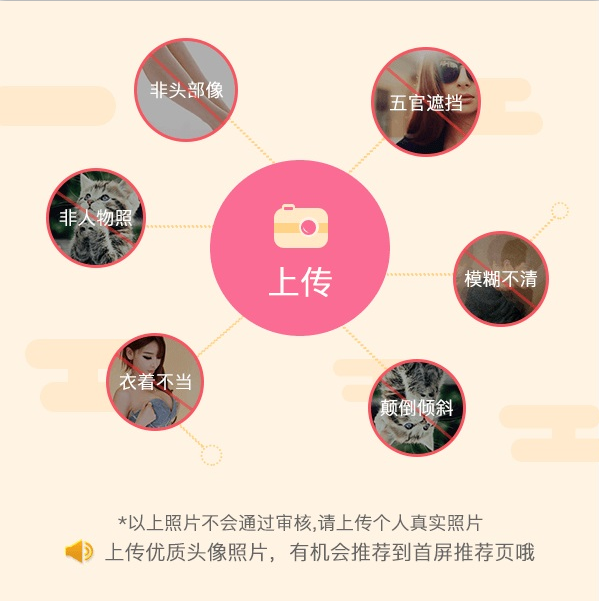 非头部像
五官遮挡
非人物照
上传
模糊不清
衣着不当
颠倒倾斜
*以上照片不会通过审核,请上传个人真实照片
上传优质头像照片，有机会推荐到首屏推荐页哦